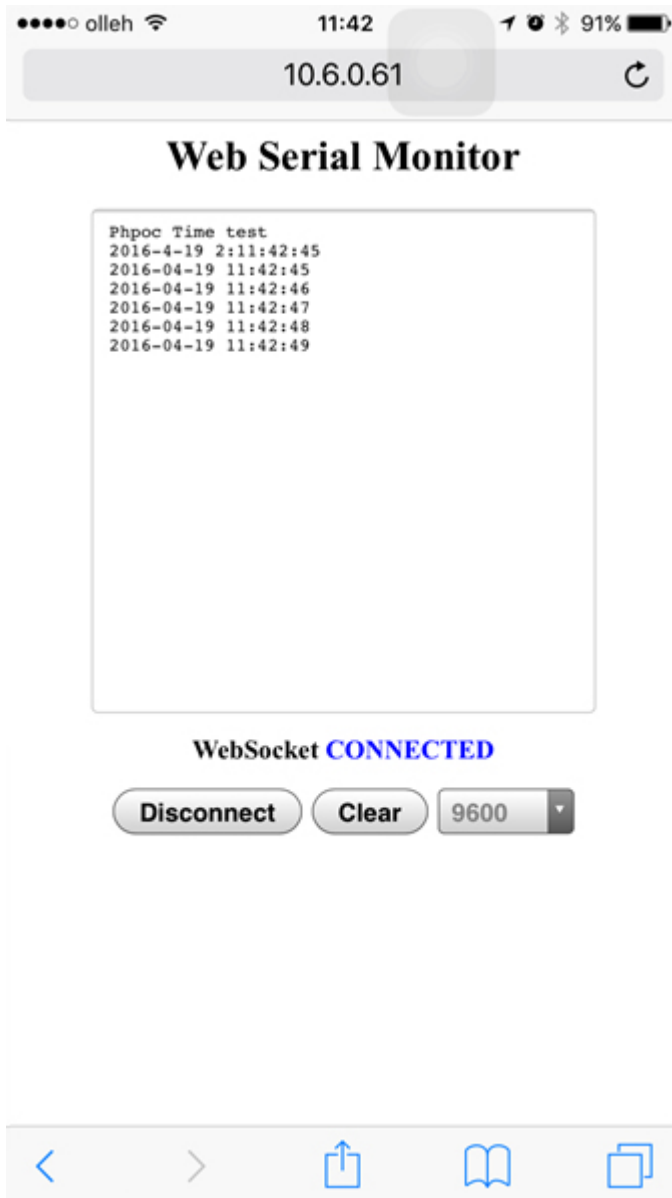 olleh 11:42 91%
10.6.0.61
Web Serial Monitor
Phpoc Time test
2016-4-19 2:11:42:45
2016-04-19 11:42:45
2016-04-19 11:42:46
2016-04-19 11:42:47
2016-04-19 11:42:48
2016-04-19 11:42:49
WebSocket CONNECTED
Disconnect Clear 9600